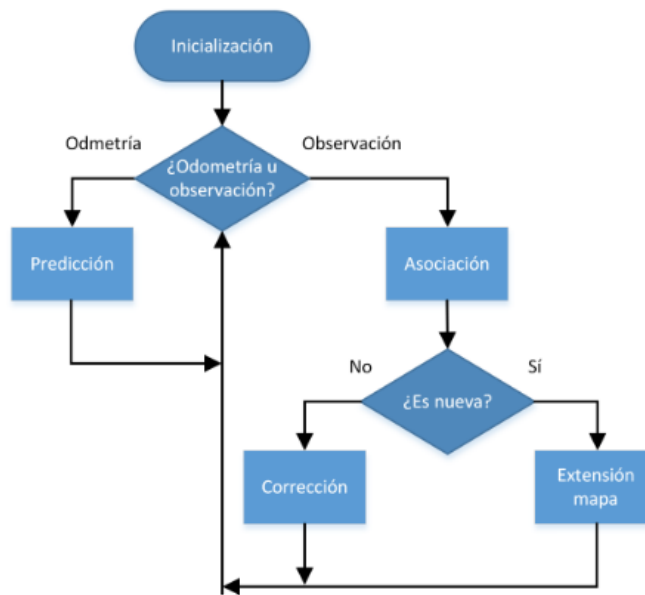 Inicialización
Odmetría
Observación
¿Odometría u
observación?
Predicción
Asociación
No
Sí
¿Es nueva?
Corrección
Extensión
mapa